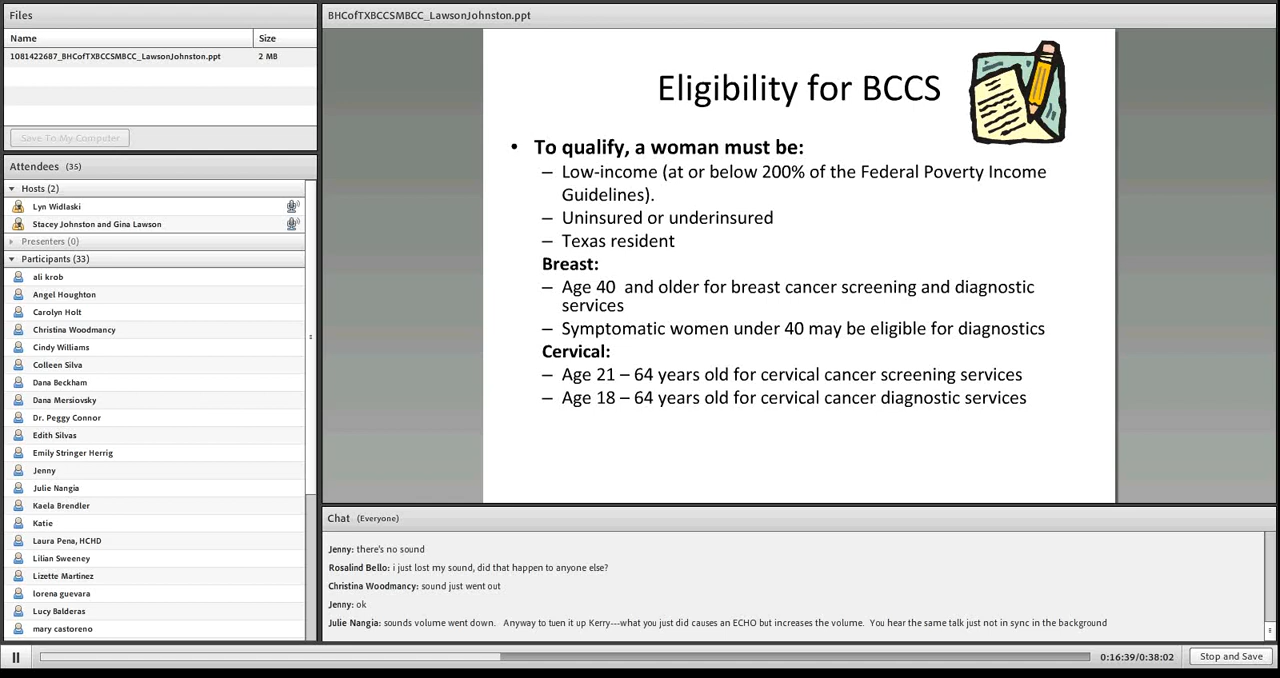 Files
Name Size
1081422687_BHCofTXBCCSMBCC_LawsonJohnston.ppt 2 MB
Save To My Computer
Attendees (35)
Hosts (2)
Lyn Widlaski
Stacey Johnston and Gina Lawson
Presenters (0)
Participants (33)
ali krob
Angel Houghton
Carolyn Holt
Christina Woodmancy
Cindy Williams
Colleen Silva
Dana Beckham
Dana Mersiovsky
Dr. Peggy Connor
Edith Silvas
Emily Stringer Herrig
Jenny
Julie Nangia
Kaela Brendler
Katie
Laura Pena, HCHD
Lilian Sweeney
Lizette Martinez
lorena guevara
Lucy Balderas
mary castoreno
BHCofTXBCCSMBCC_LawsonJohnston.ppt
Eligibility for BCCS
• To qualify, a woman must be:
– Low-income (at or below 200% of the Federal Poverty Income
Guidelines).
– Uninsured or underinsured
– Texas resident
Breast:
– Age 40 and older for breast cancer screening and diagnostic
services
– Symptomatic women under 40 may be eligible for diagnostics
Cervical:
– Age 21 – 64 years old for cervical cancer screening services
– Age 18 – 64 years old for cervical cancer diagnostic services
Chat (Everyone)
Jenny: there's no sound
Rosalind Bello: i just lost my sound, did that happen to anyone else?
Christina Woodmancy: sound just went out
Jenny: ok
Julie Nangia: sounds volume went down. Anyway to tuen it up Kerry---what you just did causes an ECHO but increases the volume. You hear the same talk just not in sync in the background
0:16:39/0:38:02
Stop and Save